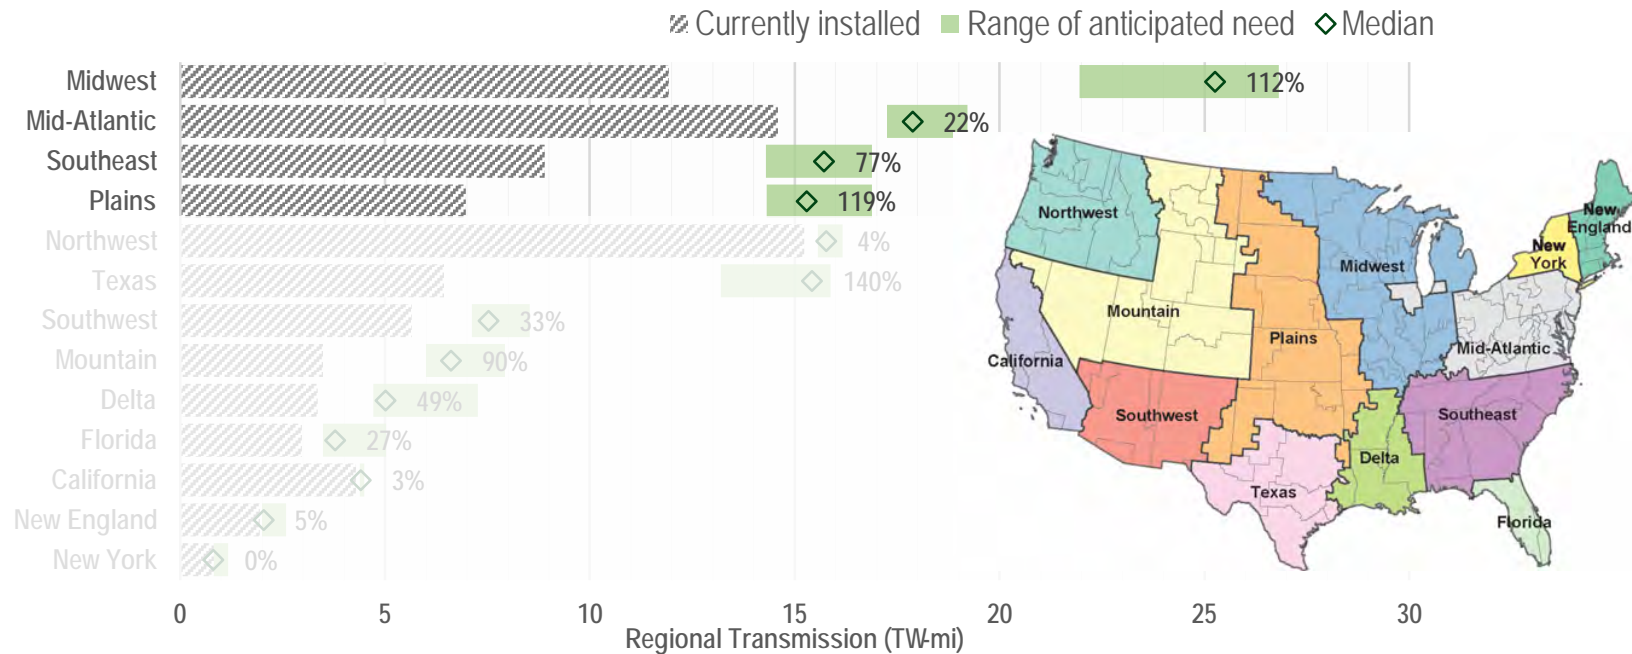 Currently installed Range of anticipated need Median
Midwest 112%
Mid-Atlantic 22%
Southeast 77%
Plains 119%
Northwest 4%
Texas 140%
Southwest 33%
Mountain 90%
Delta 49%
Florida 27%
California 3%
New England 5%
New York 0%
0 5 10 15 20 25 30
Regional Transmission (TW-mi)
Northwest
New
England
New
York
Midwest
Mountain
Plains
Mid-Atlantic
California
Southwest
Southeast
Delta
Texas
Florida